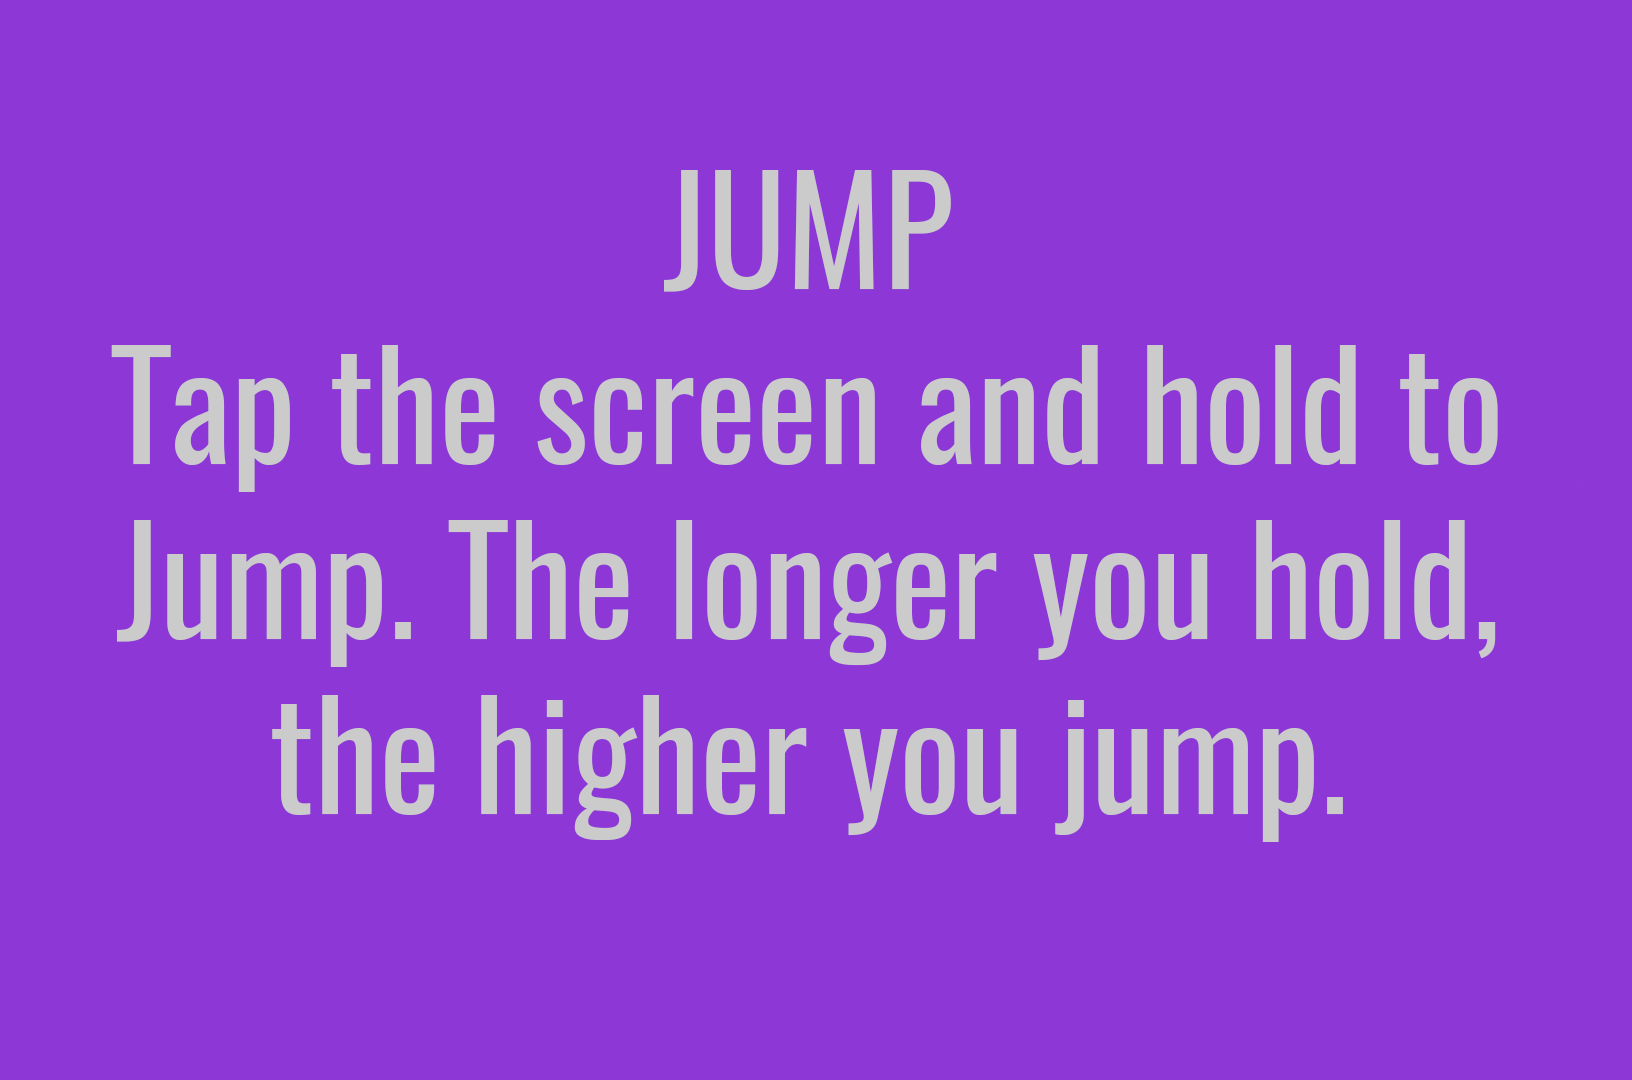 JUMP
Tap the screen and hold to
Jump. The longer you hold,
the higher you jump.